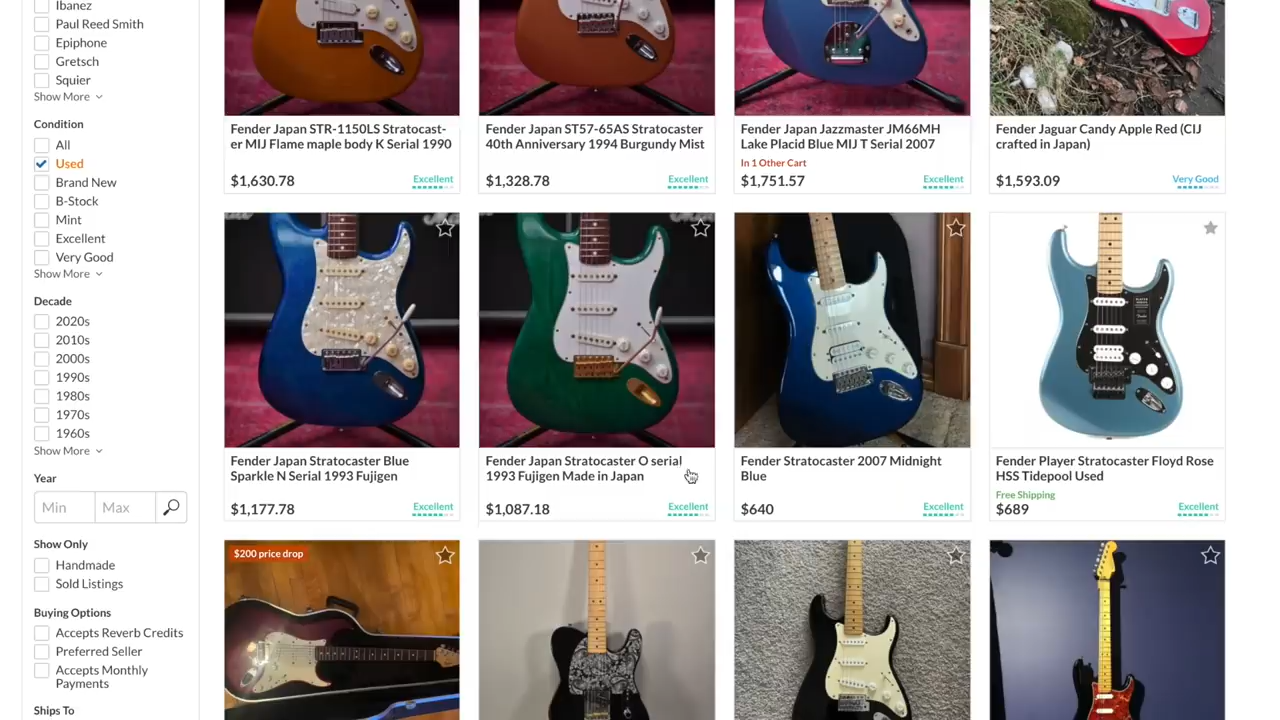 Ibanez
Paul Reed Smith
Epiphone
Gretsch
Squier
Show More
Condition
All
Used
Brand New
B-Stock
Mint
Excellent
Very Good
Show More
Decade
2020s
2010s
2000s
1990s
1980s
1970s
1960s
Show More
Year
Min Max
Show Only
Handmade
Sold Listings
Buying Options
Accepts Reverb Credits
Preferred Seller
Accepts Monthly
Payments
Ships To
Fender Japan STR-1150LS Stratocast-
er MIJ Flame maple body K Serial 1990
$1,630.78 Excellent
Fender Japan ST57-65AS Stratocaster
40th Anniversary 1994 Burgundy Mist
$1,328.78 Excellent
Fender Japan Jazzmaster JM66MH
Lake Placid Blue MIJ T Serial 2007
In 1 Other Cart
$1,751.57 Excellent
Fender Jaguar Candy Apple Red (CIJ
crafted in Japan)
$1,593.09 Very Good
Fender Japan Stratocaster Blue
Sparkle N Serial 1993 Fujigen
$1,177.78 Excellent
Fender Japan Stratocaster O serial
1993 Fujigen Made in Japan
$1,087.18 Excellent
Fender Stratocaster 2007 Midnight
Blue
$640 Excellent
Fender Player Stratocaster Floyd Rose
HSS Tidepool Used
Free Shipping
$689 Excellent
$200 price drop